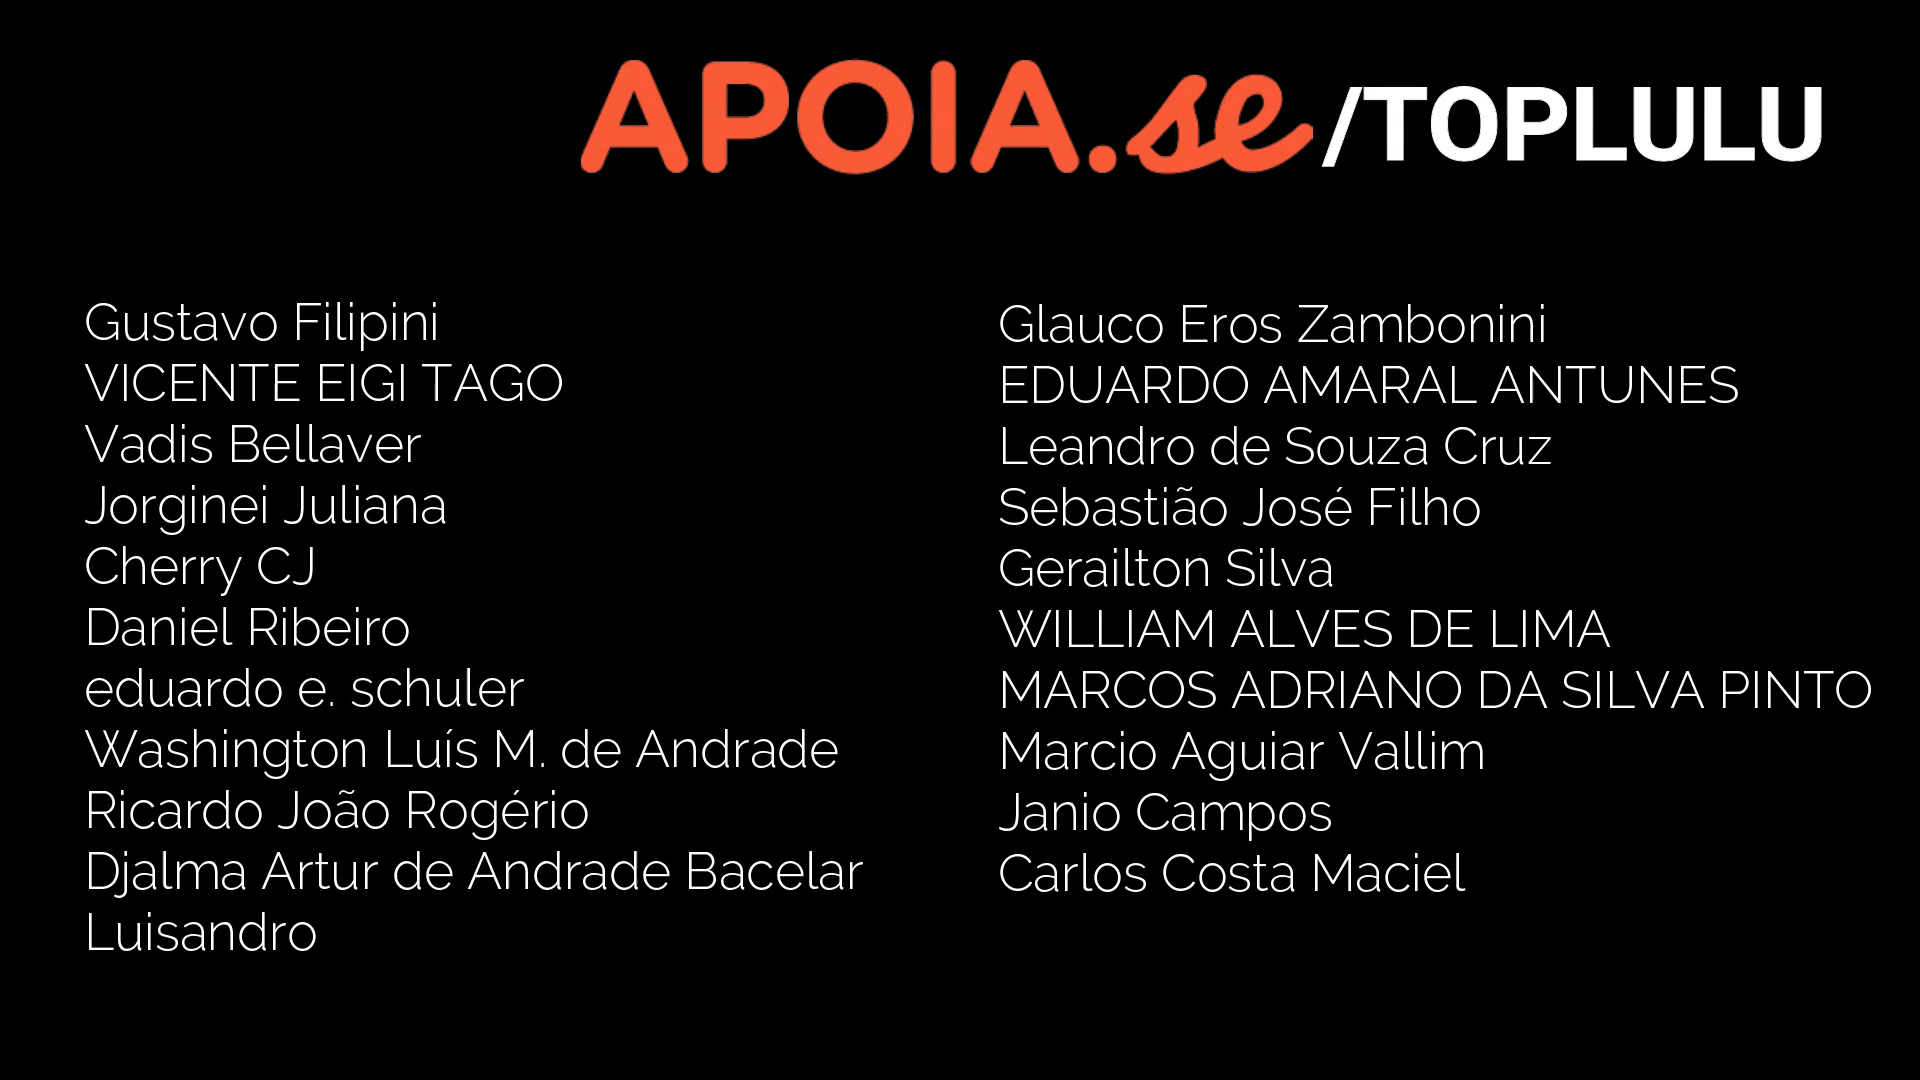 APOIA.se/TOPLULU
Gustavo Filipini
VICENTE EIGI TAGO
Vadis Bellaver
Jorginei Juliana
Cherry CJ
Daniel Ribeiro
eduardo e. schuler
Washington Luís M. de Andrade
Ricardo João Rogério
Djalma Artur de Andrade Bacelar
Luisandro
Glauco Eros Zambonini
EDUARDO AMARAL ANTUNES
Leandro de Souza Cruz
Sebastião José Filho
Gerailton Silva
WILLIAM ALVES DE LIMA
MARCOS ADRIANO DA SILVA PINTO
Marcio Aguiar Vallim
Janio Campos
Carlos Costa Maciel